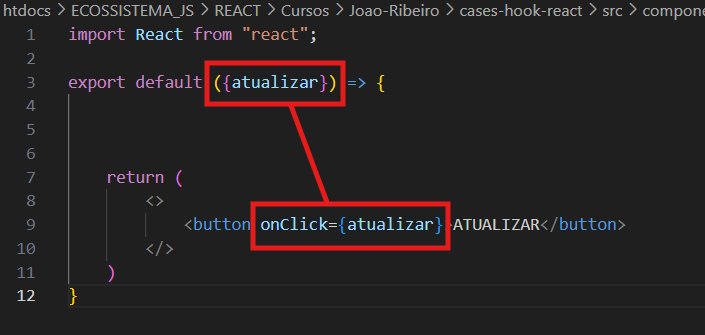 htdocs > ECOSSISTEMA_JS > REACT > Cursos > Joao-Ribeiro > cases-hook-react > src > compone
1 import React from "react";
2
3 export default ({atualizar}) => {
4
5
6
7 return (
8 <>
9 <button onClick={atualizar}>ATUALIZAR</button>
10 </>
11 )
12 }